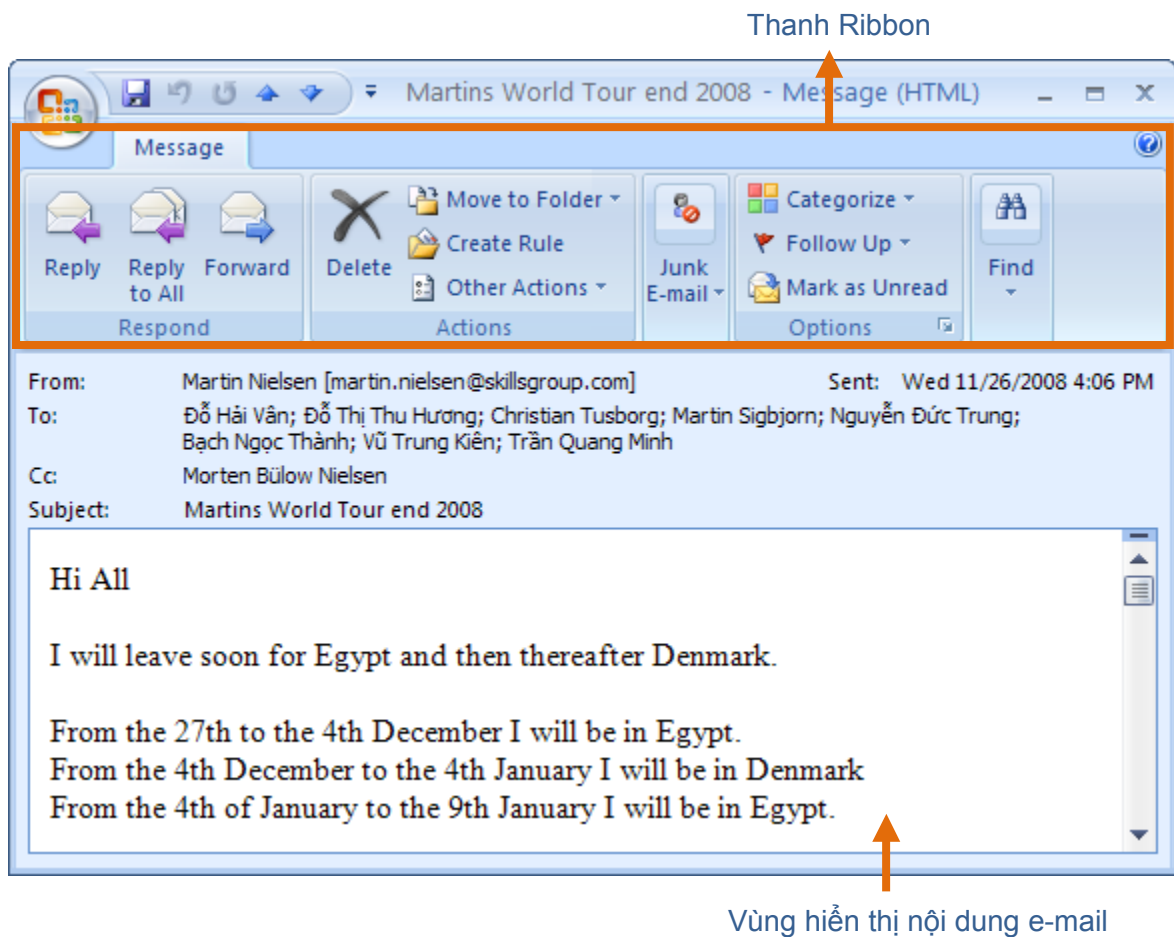 Thanh Ribbon
Martins World Tour end 2008 - Message (HTML)
Message
Reply
Reply to All
Forward
Respond
Delete
Move to Folder
Create Rule
Other Actions
Actions
Junk E-mail
Categorize
Follow Up
Mark as Unread
Options
Find
From: Martin Nielsen [martin.nielsen@skillsgroup.com] Sent: Wed 11/26/2008 4:06 PM
To: Đỗ Hải Vân; Đỗ Thị Thu Hương; Christian Tusborg; Martin Sigbjorn; Nguyễn Đức Trung;
Bạch Ngọc Thành; Vũ Trung Kiên; Trần Quang Minh
Cc: Morten Bülow Nielsen
Subject: Martins World Tour end 2008
Hi All
I will leave soon for Egypt and then thereafter Denmark.
From the 27th to the 4th December I will be in Egypt.
From the 4th December to the 4th January I will be in Denmark
From the 4th of January to the 9th January I will be in Egypt.
Vùng hiển thị nội dung e-mail